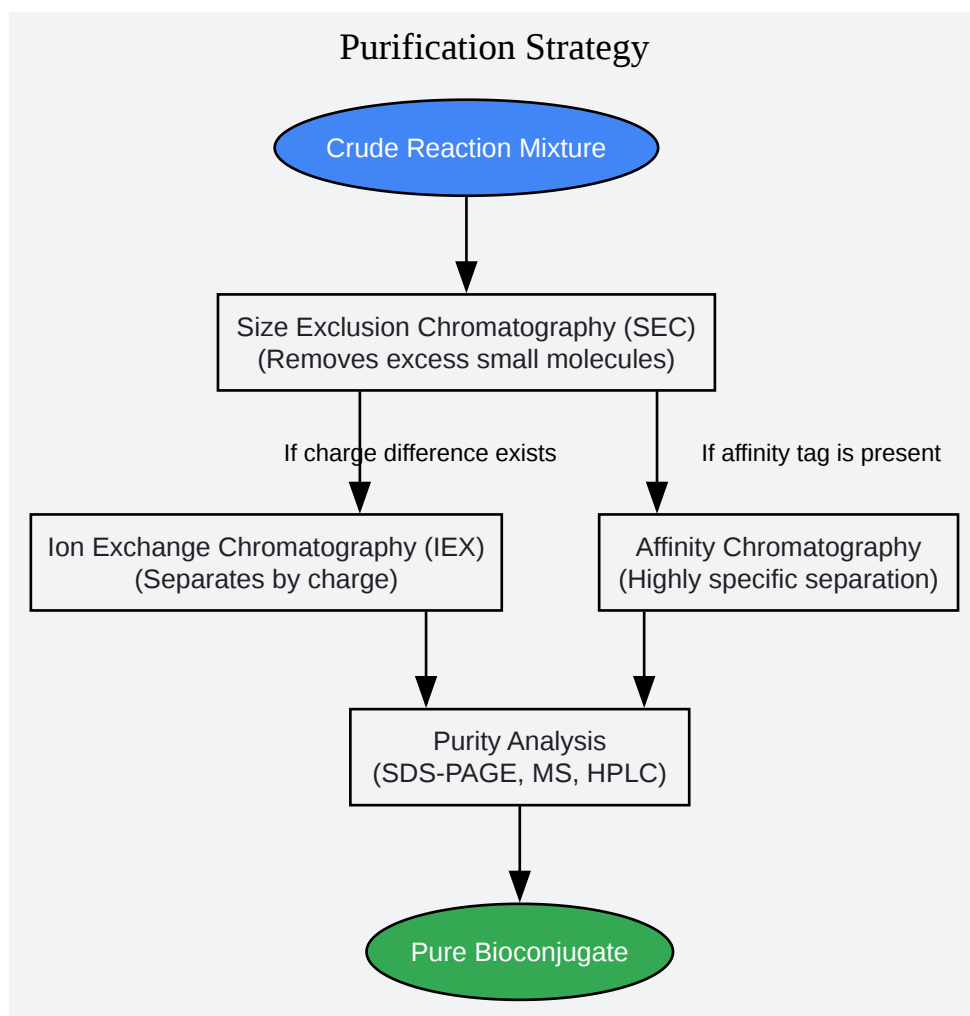 Purification Strategy
Crude Reaction Mixture
Size Exclusion Chromatography (SEC)
(Removes excess small molecules)
If charge difference exists
If affinity tag is present
Ion Exchange Chromatography (IEX)
(Separates by charge)
Affinity Chromatography
(Highly specific separation)
Purity Analysis
(SDS-PAGE, MS, HPLC)
Pure Bioconjugate